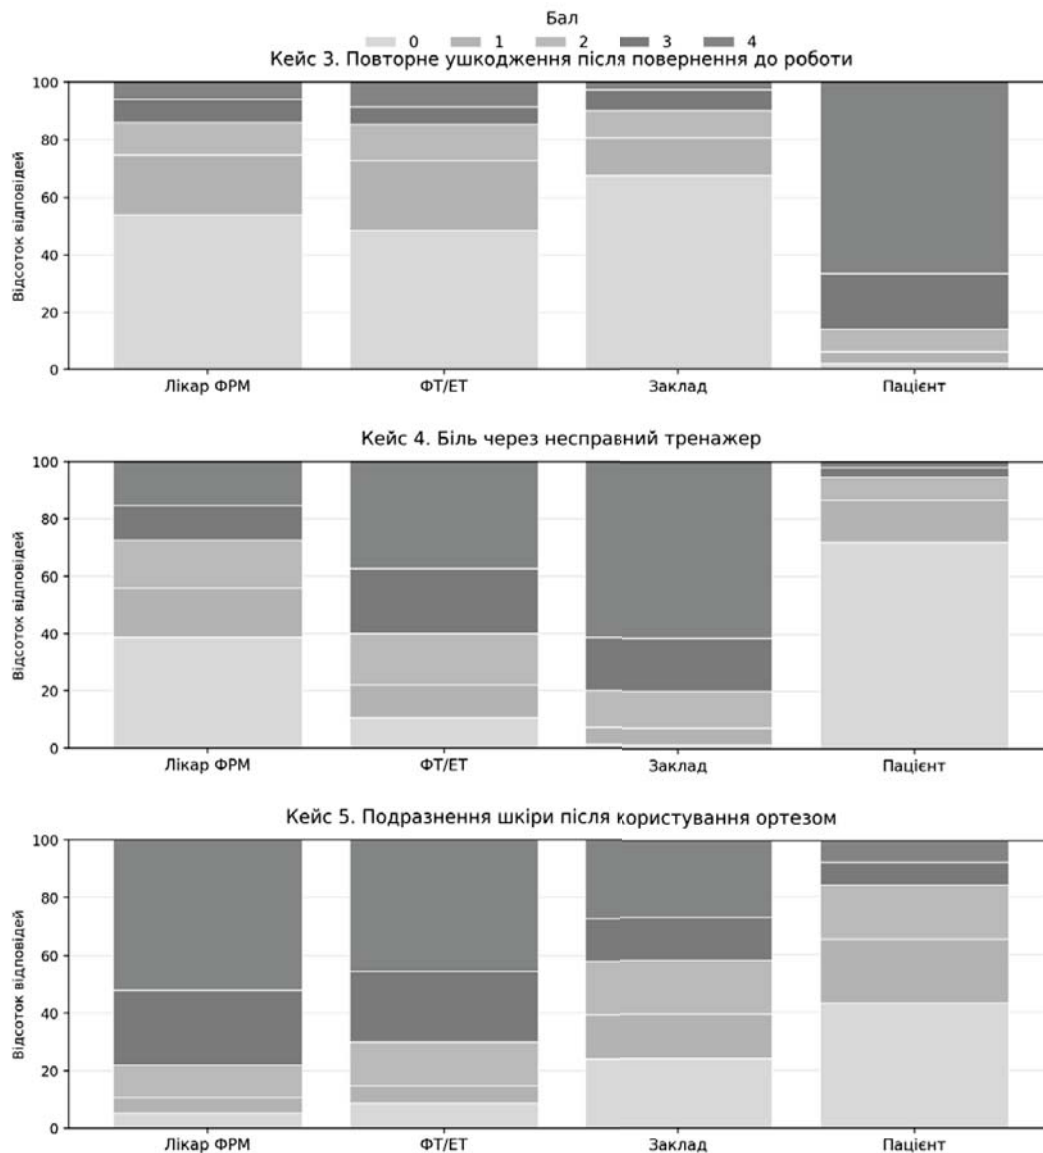 Бал
0 1 2 3 4
Кейс 3. Повторне ушкодження після повернення до роботи
100
80
60
40
20
0
Відсоток відповідей
Лікар ФРМ ФТ/ЕТ Заклад Пацієнт
Кейс 4. Біль через несправний тренажер
100
80
60
40
20
0
Відсоток відповідей
Лікар ФРМ ФТ/ЕТ Заклад Пацієнт
Кейс 5. Подразнення шкіри після користування ортезом
100
80
60
40
20
0
Відсоток відповідей
Лікар ФРМ ФТ/ЕТ Заклад Пацієнт